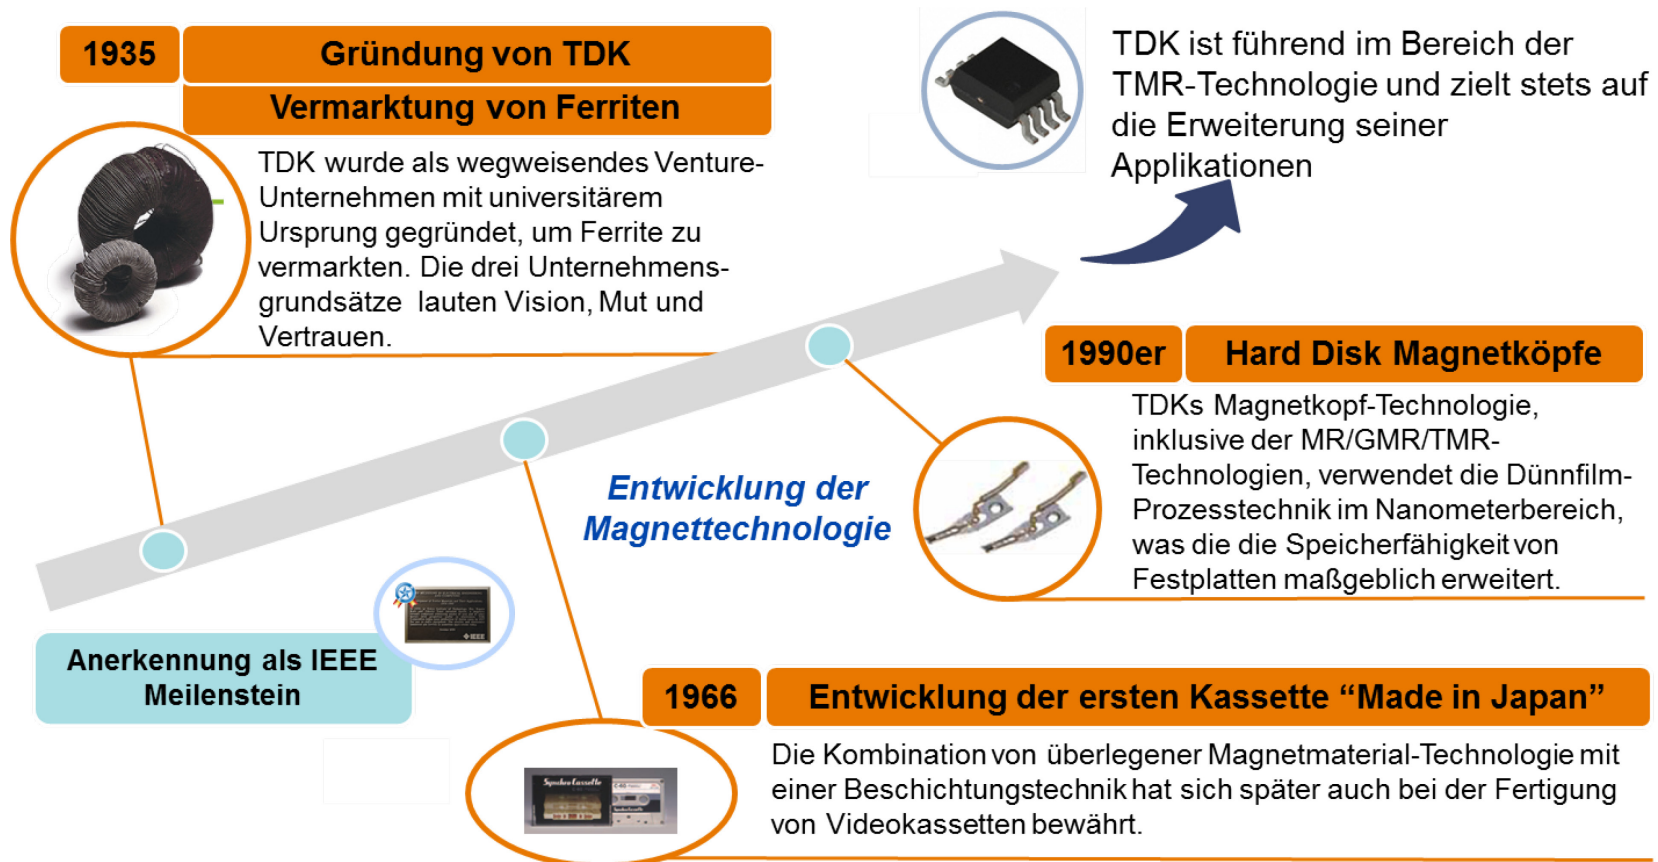 1935
Gründung von TDK
Vermarktung von Ferriten
TDK wurde als wegweisendes Venture-
Unternehmen mit universitärem
Ursprung gegründet, um Ferrite zu
vermarkten. Die drei Unternehmens-
grundsätze lauten Vision, Mut und
Vertrauen.
TDK ist führend im Bereich der
TMR-Technologie und zielt stets auf
die Erweiterung seiner
Applikationen
1990er
Hard Disk Magnetköpfe
TDKs Magnetkopf-Technologie,
inklusive der MR/GMR/TMR-
Technologien, verwendet die Dünnfilm-
Prozesstechnik im Nanometerbereich,
was die die Speicherfähigkeit von
Festplatten maßgeblich erweitert.
Entwicklung der
Magnettechnologie
IEEE
Anerkennung als IEEE
Meilenstein
1966
Entwicklung der ersten Kassette “Made in Japan”
Die Kombination von überlegener Magnetmaterial-Technologie mit
einer Beschichtungstechnik hat sich später auch bei der Fertigung
von Videokassetten bewährt.
Synchro Cassette